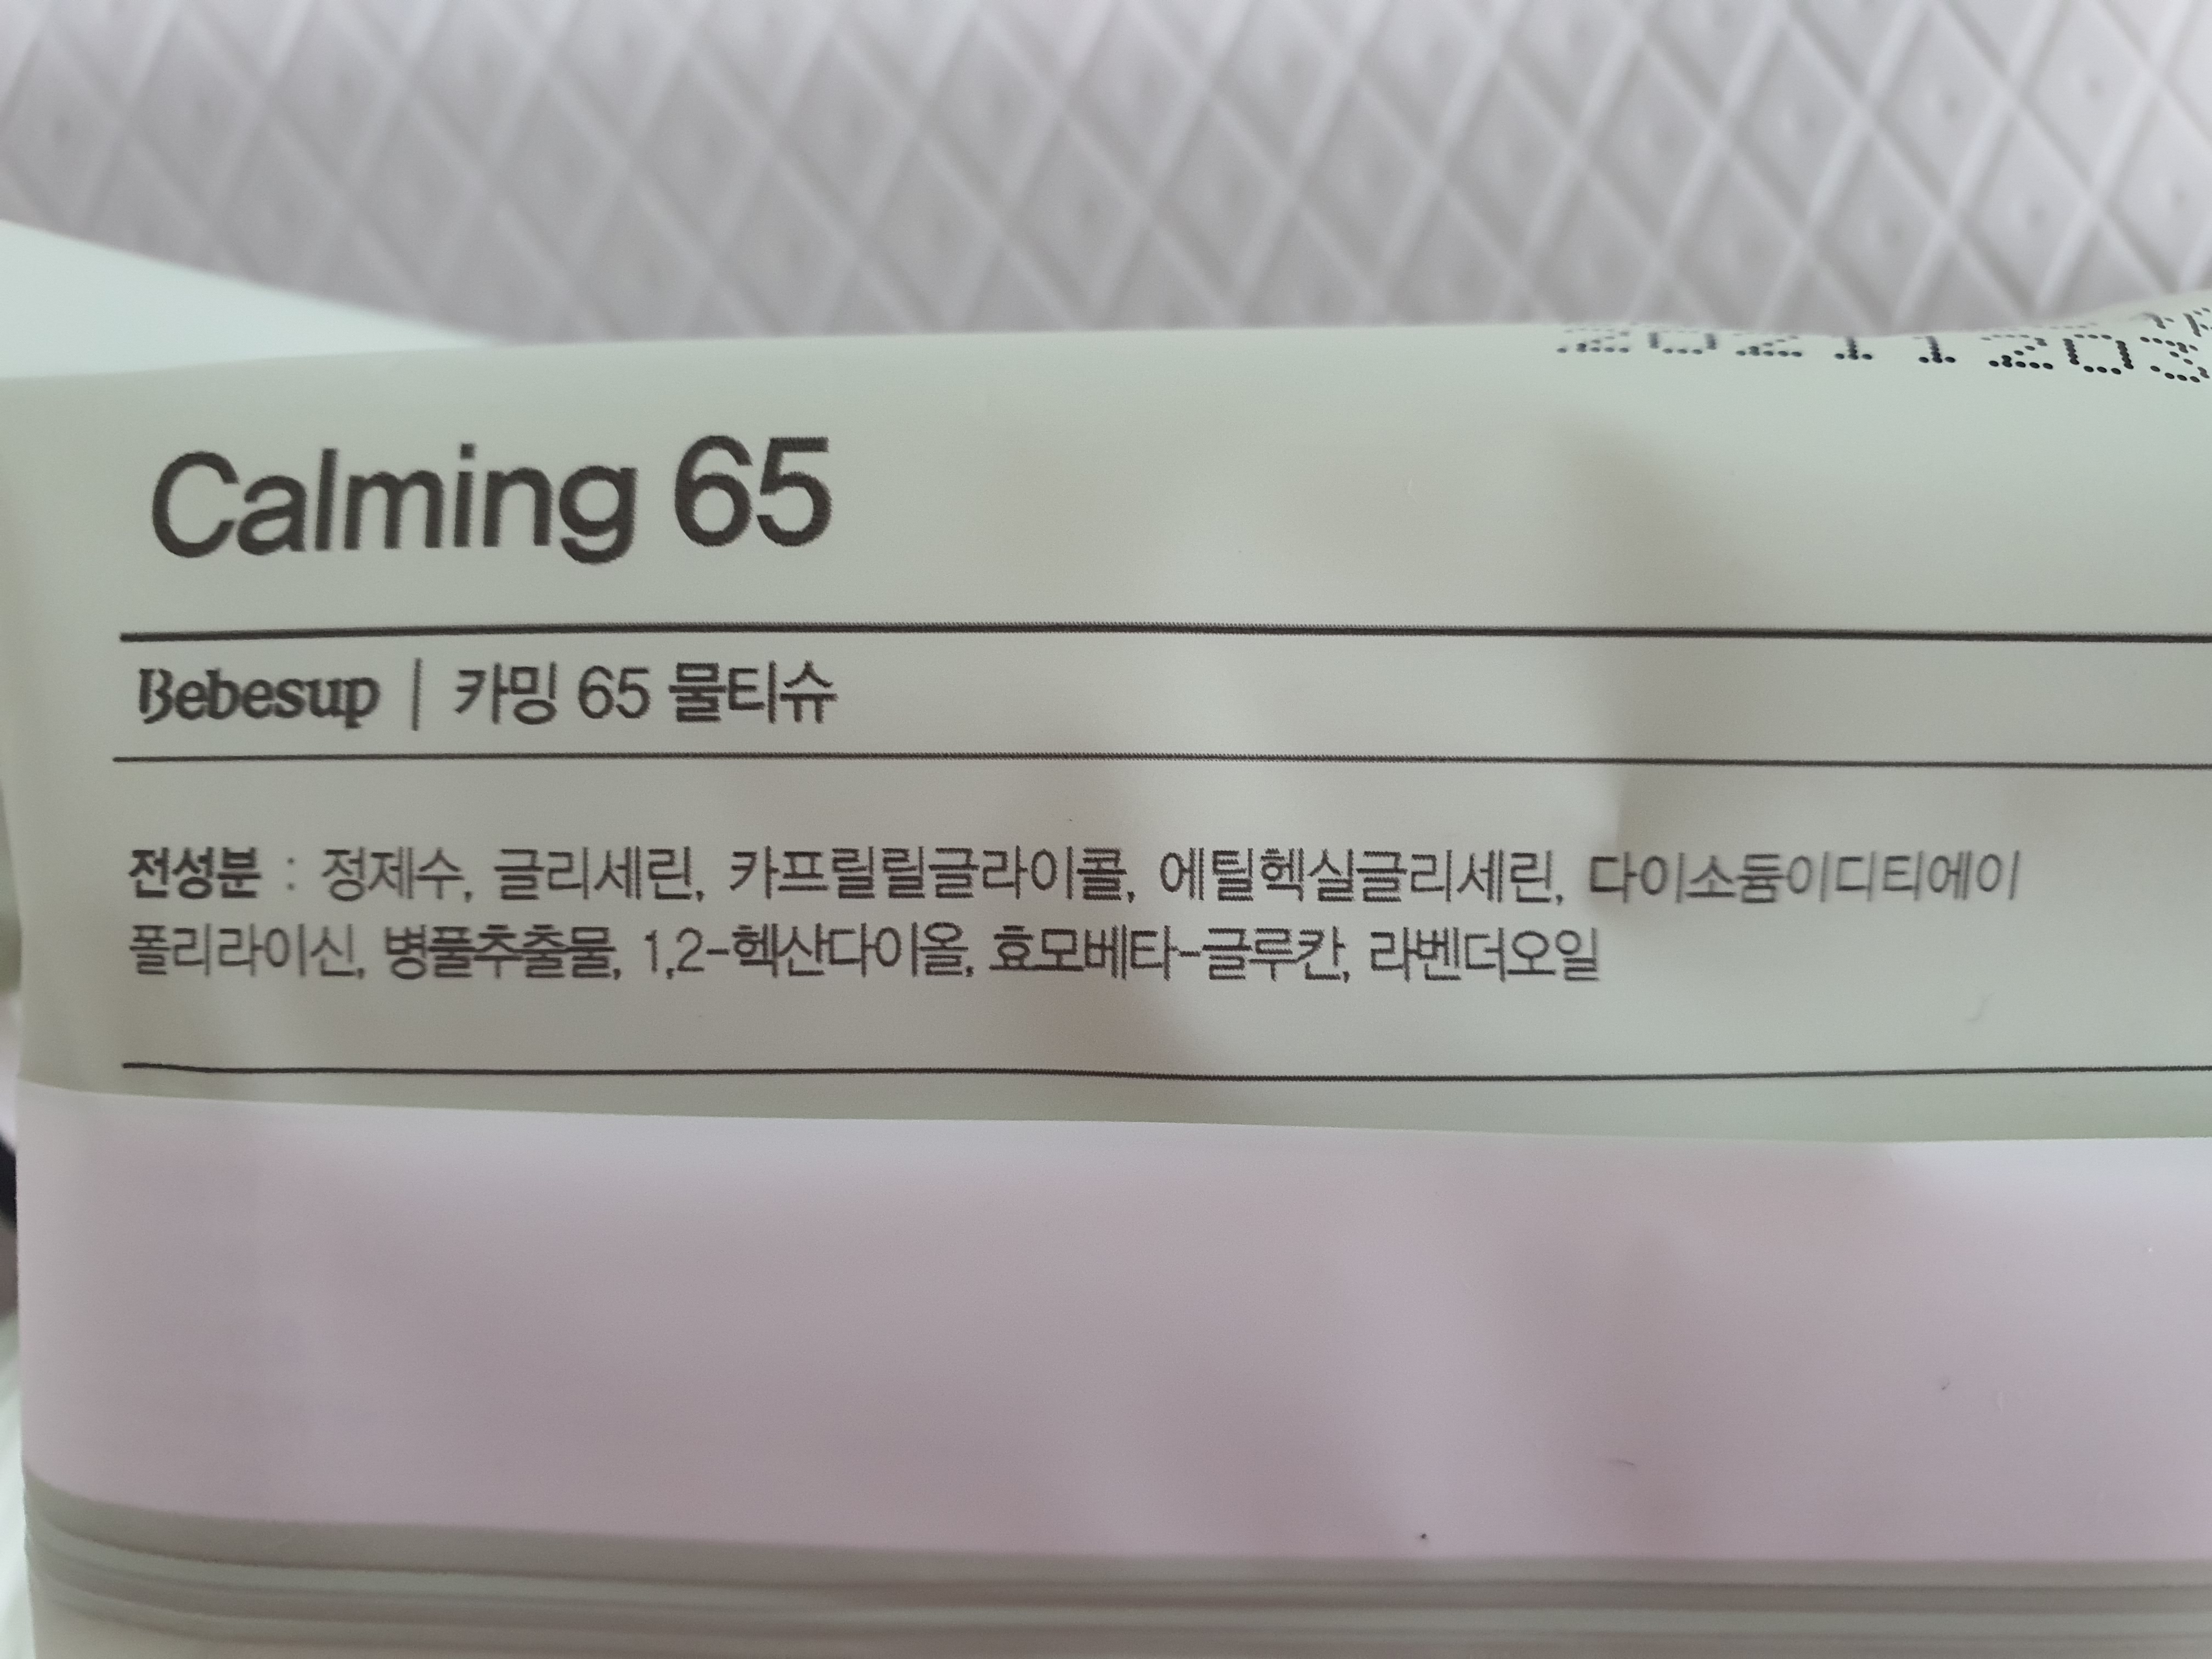 20211203
Calming 65
Bebesup | 카밍 65 물티슈
전성분 : 정제수, 글리세린, 카프릴릴글라이콜, 에틸헥실글리세린, 다이소듐이디티에이
폴리라이신, 병풀추출물, 1,2-헥산다이올, 효모베타-글루칸, 라벤더오일